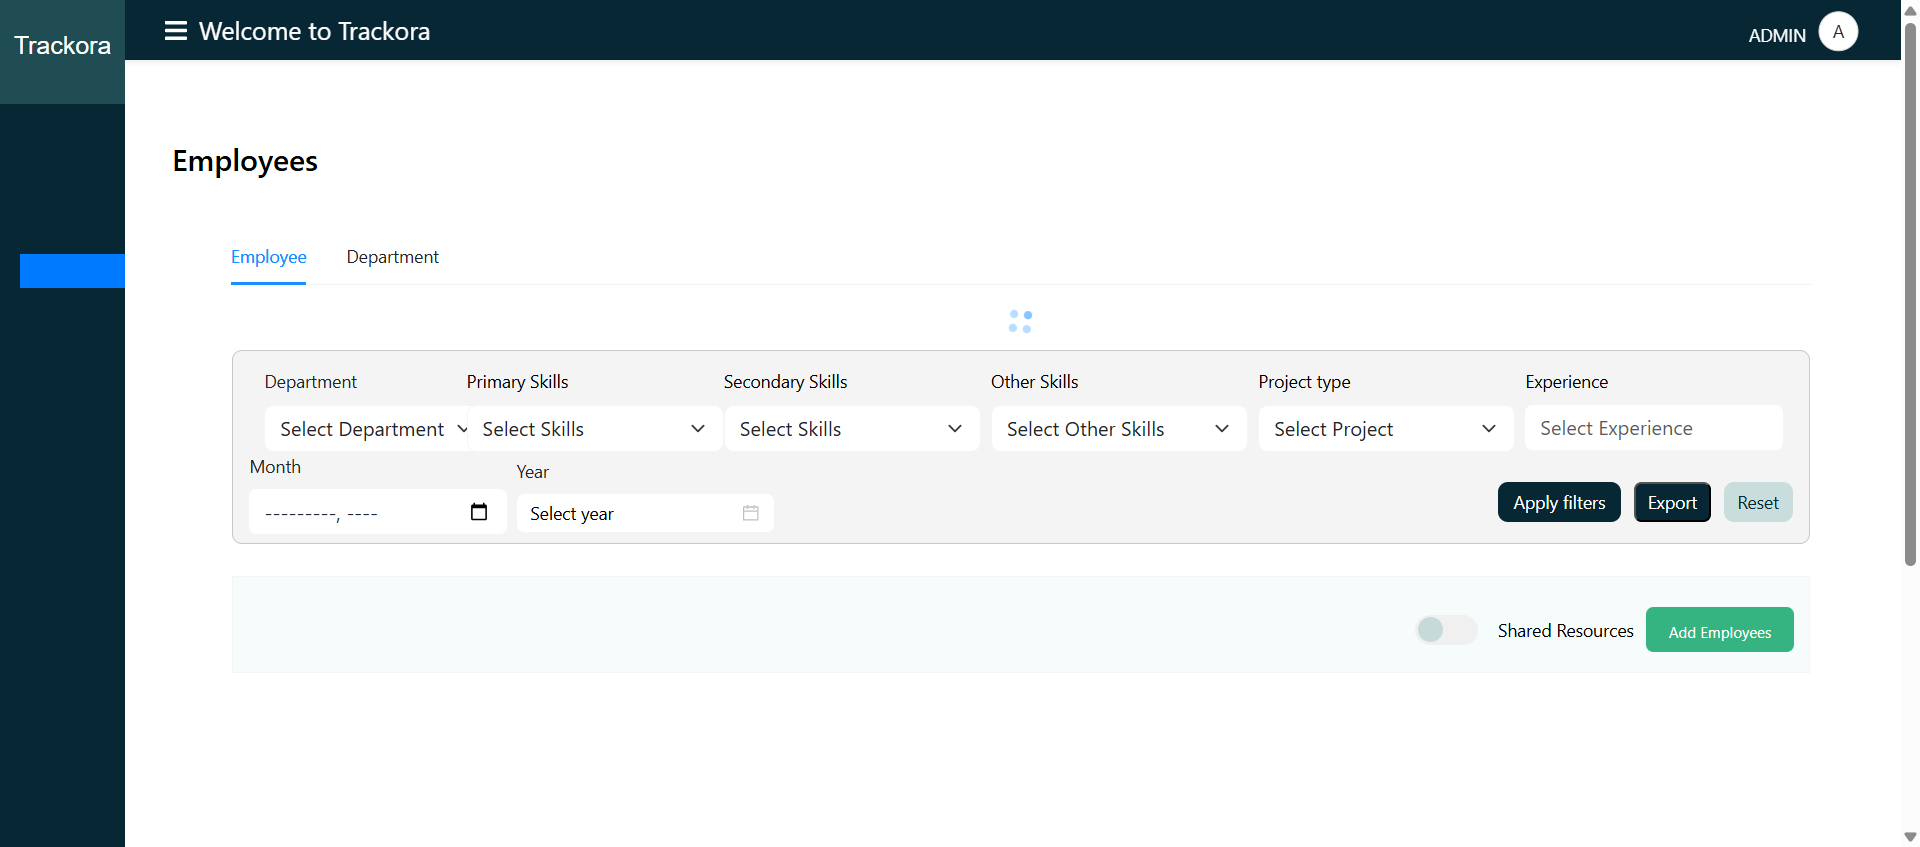 Trackora
Welcome to Trackora
ADMIN A
Employees
Employee Department
Department Primary Skills Secondary Skills Other Skills Project type Experience
Select Department Select Skills Select Skills Select Other Skills Select Project Select Experience
Month Year
---------, ---- Select year Apply filters Export Reset
Shared Resources Add Employees